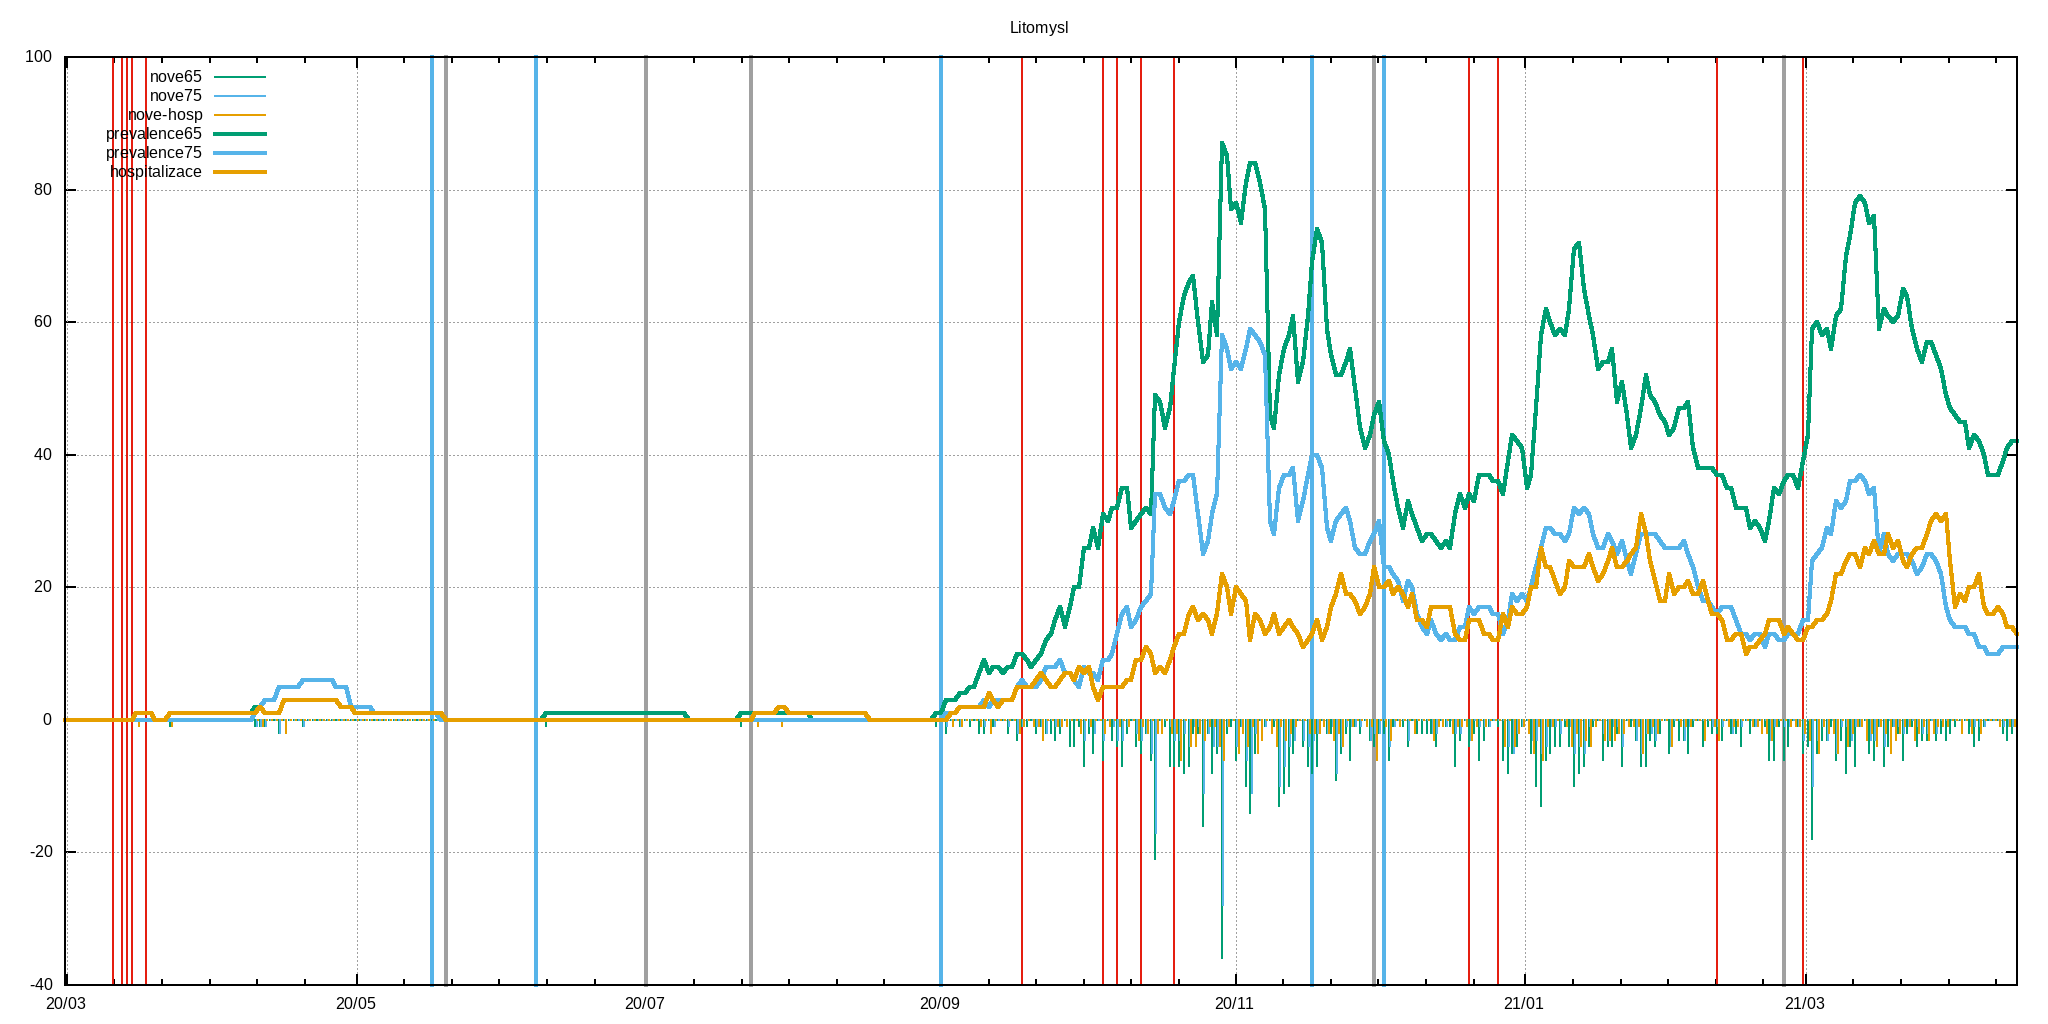 Litomysl
100
80
60
40
20
0
-20
-40
nove65
nove75
nove-hosp
prevalence65
prevalence75
hospitalizace
20/03 20/05 20/07 20/09 20/11 21/01 21/03